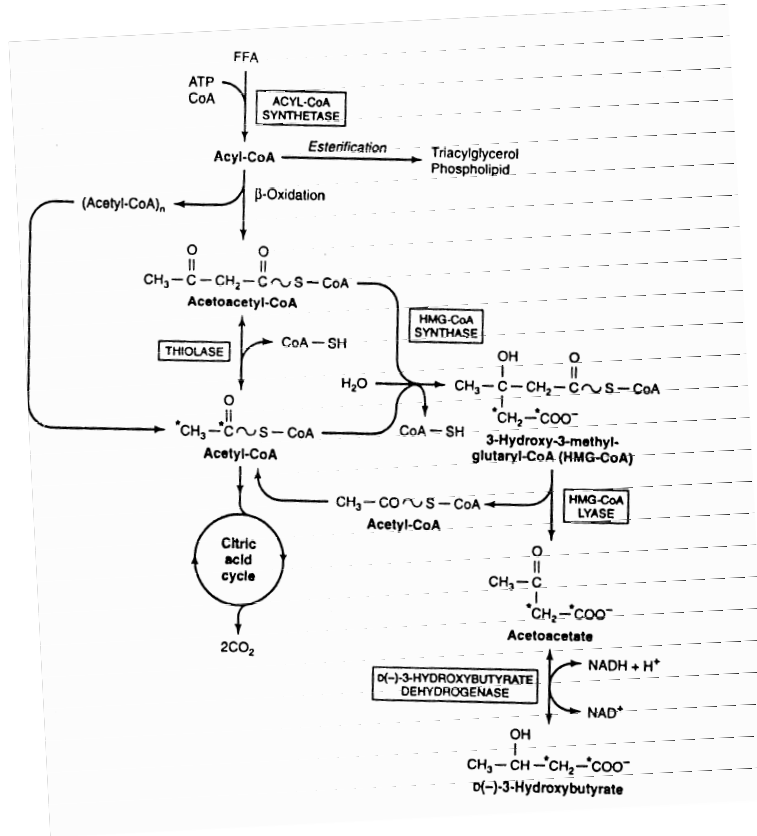 FFA
ATP
CoA
ACYL-CoA
SYNTHETASE
Acyl-CoA
Esterification
Triacylglycerol
Phospholipid
(Acetyl-CoA)n
β-Oxidation
O O
CH₃—C—CH₂—C~S—CoA
Acetoacetyl-CoA
HMG-CoA
SYNTHASE
THIOLASE
CoA—SH
H₂O
OH O
CH₃—C—CH₂—C~S—CoA
*CH₂—*COO⁻
3-Hydroxy-3-methyl-
glutaryl-CoA (HMG-CoA)
O
*CH₃—*C~S—CoA
Acetyl-CoA
CoA—SH
HMG-CoA
LYASE
CH₃—CO~S—CoA
Acetyl-CoA
Citric
acid
cycle
2CO₂
O
CH₃—C
*CH₂—*COO⁻
Acetoacetate
D(–)-3-HYDROXYBUTYRATE
DEHYDROGENASE
NADH + H⁺
NAD⁺
OH
CH₃—CH—*CH₂—*COO⁻
D(–)-3-Hydroxybutyrate